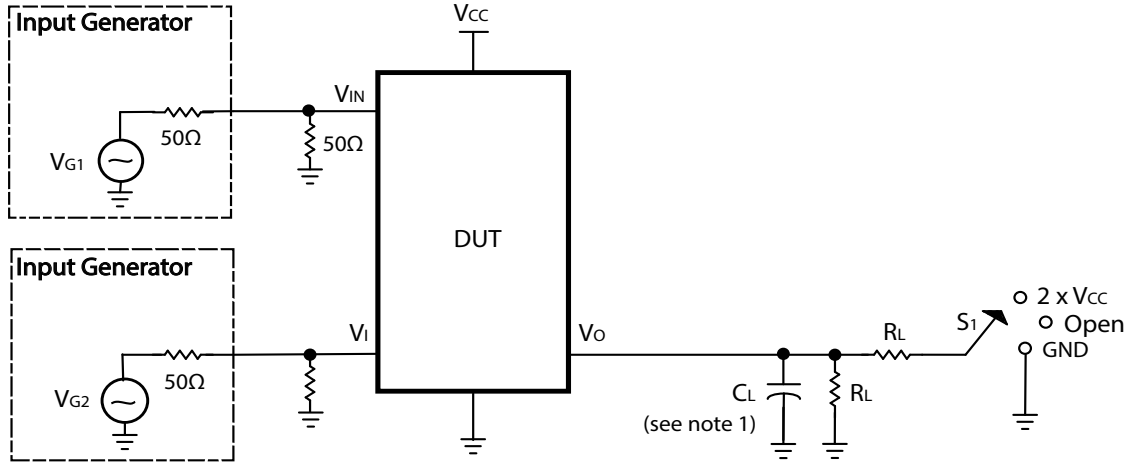 Input Generator
VCC
VIN
50Ω
50Ω
VG1
DUT
Input Generator
VI
VO
50Ω
VG2
RL
S1
2 x VCC
Open
GND
CL
RL
(see note 1)